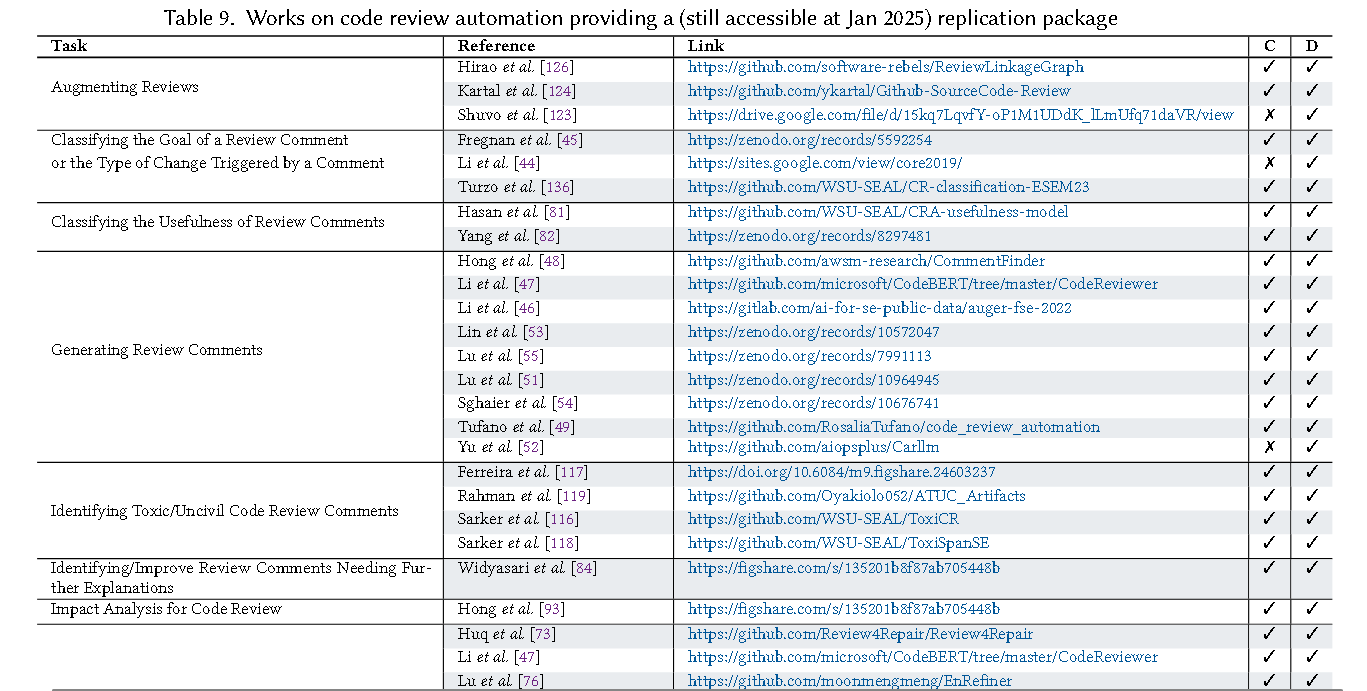 Table 9. Works on code review automation providing a (still accessible at Jan 2025) replication package
Task Reference Link C D
Augmenting Reviews
Hirao et al. [126] https://github.com/software-rebels/ReviewLinkageGraph ✓ ✓
Kartal et al. [124] https://github.com/ykartal/Github-SourceCode-Review ✓ ✓
Shuvo et al. [123] https://drive.google.com/file/d/15kq7LqvfY-oP1M1UDdK_lLmUfq71daVR/view ✗ ✓
Classifying the Goal of a Review Comment
or the Type of Change Triggered by a Comment
Fregnan et al. [45] https://zenodo.org/records/5592254 ✓ ✓
Li et al. [44] https://sites.google.com/view/core2019/ ✗ ✓
Turzo et al. [136] https://github.com/WSU-SEAL/CR-classification-ESEM23 ✓ ✓
Classifying the Usefulness of Review Comments
Hasan et al. [81] https://github.com/WSU-SEAL/CRA-usefulness-model ✓ ✓
Yang et al. [82] https://zenodo.org/records/8297481 ✓ ✓
Generating Review Comments
Hong et al. [48] https://github.com/awsm-research/CommentFinder ✓ ✓
Li et al. [47] https://github.com/microsoft/CodeBERT/tree/master/CodeReviewer ✓ ✓
Li et al. [46] https://gitlab.com/ai-for-se-public-data/auger-fse-2022 ✓ ✓
Lin et al. [53] https://zenodo.org/records/10572047 ✓ ✓
Lu et al. [55] https://zenodo.org/records/7991113 ✓ ✓
Lu et al. [51] https://zenodo.org/records/10964945 ✓ ✓
Sghaier et al. [54] https://zenodo.org/records/10676741 ✓ ✓
Tufano et al. [49] https://github.com/RosaliaTufano/code_review_automation ✓ ✓
Yu et al. [52] https://github.com/aiopsplus/Carllm ✗ ✓
Identifying Toxic/Uncivil Code Review Comments
Ferreira et al. [117] https://doi.org/10.6084/m9.figshare.24603237 ✓ ✓
Rahman et al. [119] https://github.com/Oyakiolo052/ATUC_Artifacts ✓ ✓
Sarker et al. [116] https://github.com/WSU-SEAL/ToxiCR ✓ ✓
Sarker et al. [118] https://github.com/WSU-SEAL/ToxiSpanSE ✓ ✓
Identifying/Improve Review Comments Needing Fur-
ther Explanations
Widyasari et al. [84] https://figshare.com/s/135201b8f87ab705448b ✓ ✓
Impact Analysis for Code Review
Hong et al. [93] https://figshare.com/s/135201b8f87ab705448b ✓ ✓
Huq et al. [73] https://github.com/Review4Repair/Review4Repair ✓ ✓
Li et al. [47] https://github.com/microsoft/CodeBERT/tree/master/CodeReviewer ✓ ✓
Lu et al. [76] https://github.com/moonmengmeng/EnRefiner ✓ ✓